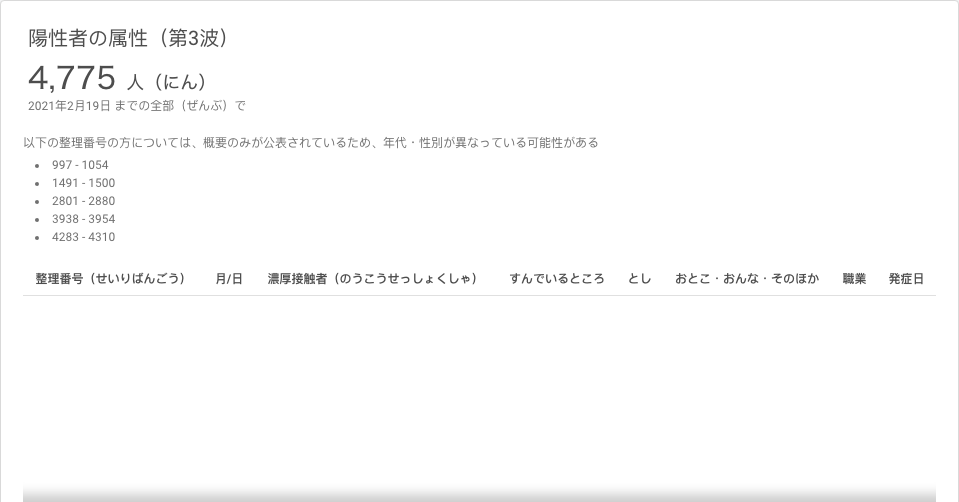 陽性者の属性（第3波）
4,775 人（にん）
2021年2月19日 までの全部（ぜんぶ）で
以下の整理番号の方については、概要のみが公表されているため、年代・性別が異なっている可能性がある
• 997 - 1054
• 1491 - 1500
• 2801 - 2880
• 3938 - 3954
• 4283 - 4310
整理番号（せいりばんごう） 月/日 濃厚接触者（のうこうせっしょくしゃ） すんでいるところ とし おとこ・おんな・そのほか 職業 発症日